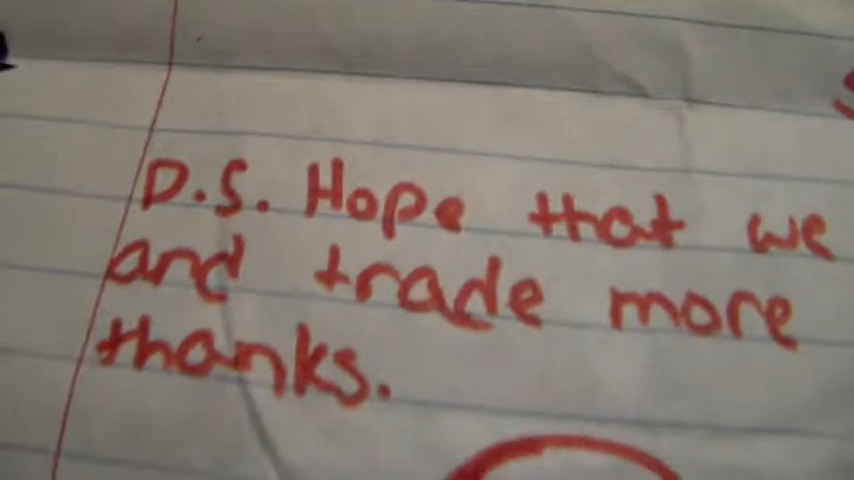 P.S. Hope that we
and trade more
thanks.